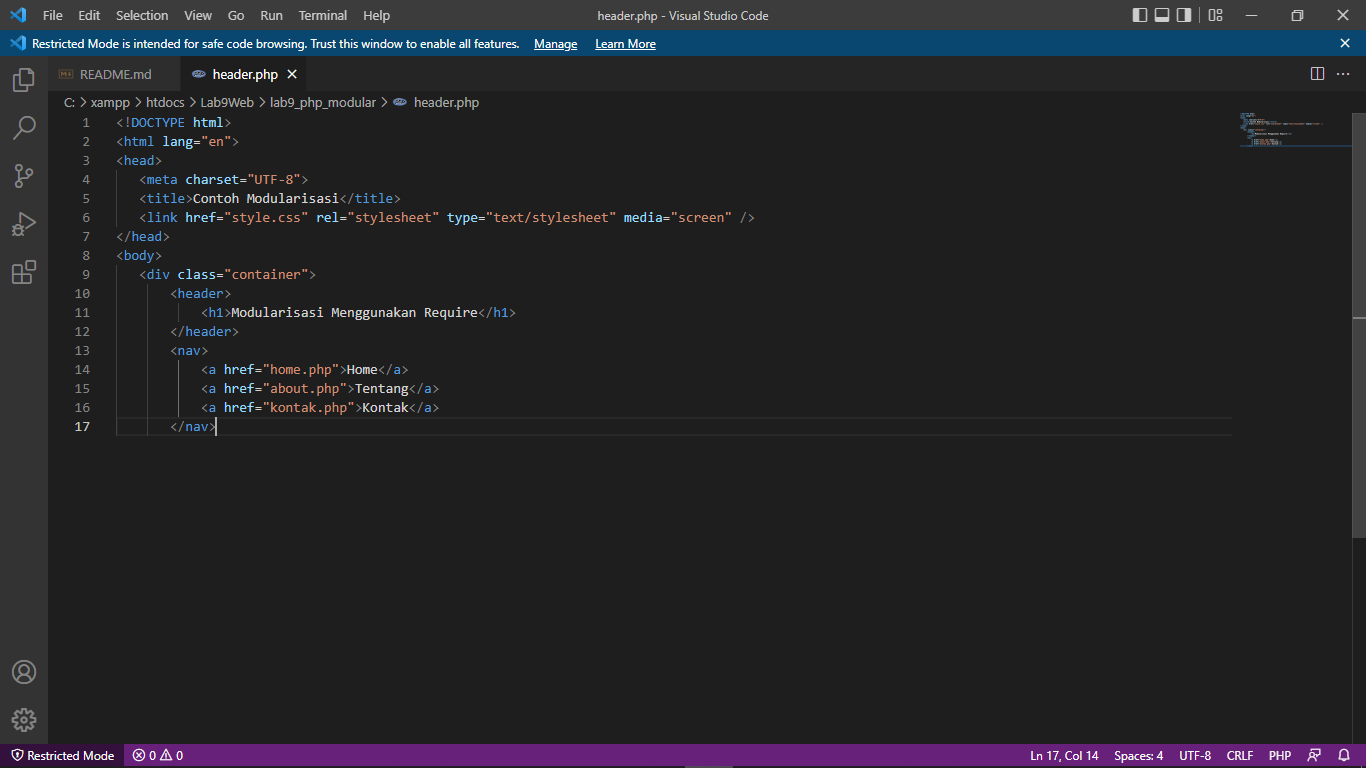 File Edit Selection View Go Run Terminal Help header.php - Visual Studio Code
Restricted Mode is intended for safe code browsing. Trust this window to enable all features. Manage Learn More
README.md header.php
C: > xampp > htdocs > Lab9Web > lab9_php_modular > header.php
1 <!DOCTYPE html>
2 <html lang="en">
3 <head>
4 <meta charset="UTF-8">
5 <title>Contoh Modularisasi</title>
6 <link href="style.css" rel="stylesheet" type="text/stylesheet" media="screen" />
7 </head>
8 <body>
9 <div class="container">
10 <header>
11 <h1>Modularisasi Menggunakan Require</h1>
12 </header>
13 <nav>
14 <a href="home.php">Home</a>
15 <a href="about.php">Tentang</a>
16 <a href="kontak.php">Kontak</a>
17 </nav>
Restricted Mode 0 0 Ln 17, Col 14 Spaces: 4 UTF-8 CRLF PHP